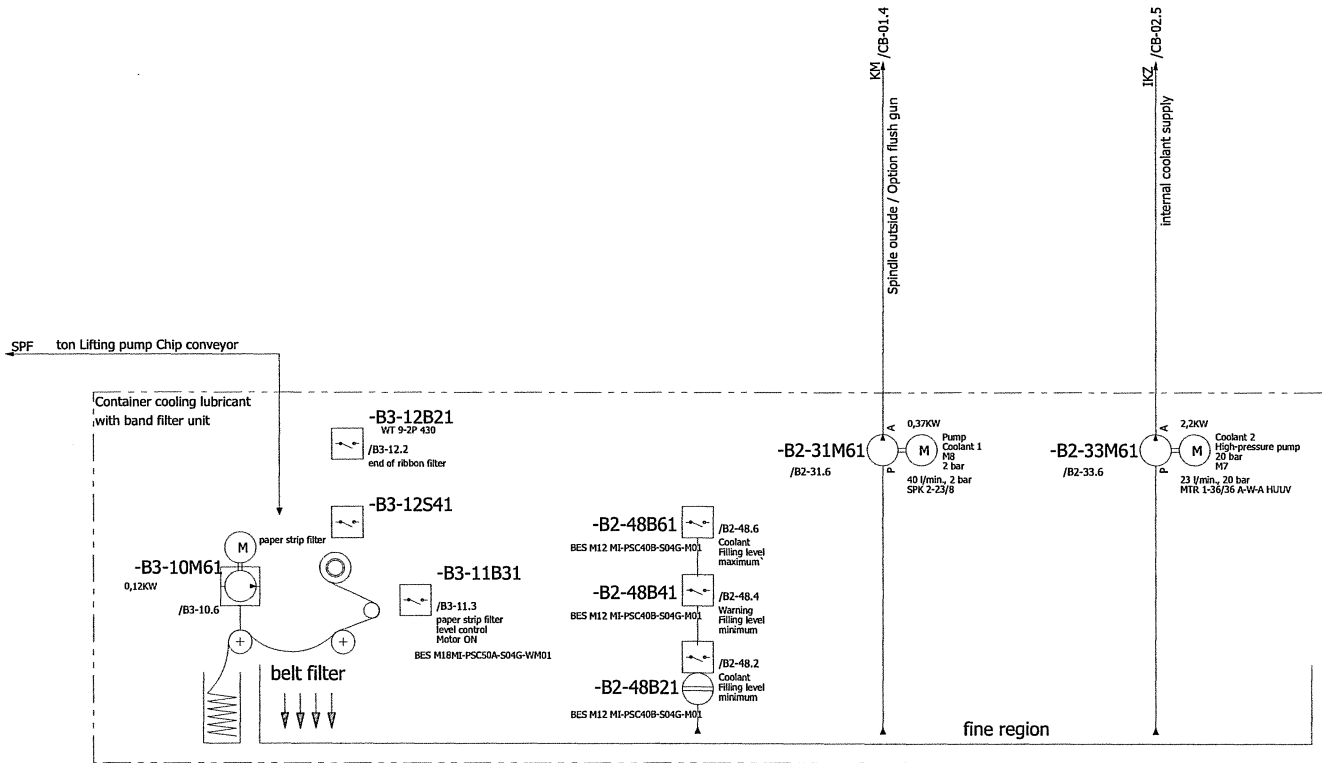 KM /CB-01.4
IKZ /CB-02.5
Spindle outside / Option flush gun
internal coolant supply
SPF ton Lifting pump Chip conveyor
Container cooling lubricant
with band filter unit
-B3-12B21
WT 9-2P 430
/B3-12.2
end of ribbon filter
-B3-12S41
paper strip filter
M
-B3-10M61
0,12KW
/B3-10.6
-B3-11B31
/B3-11.3
paper strip filter
level control
Motor ON
BES M18MI-PSC50A-S04G-WM01
belt filter
-B2-48B61
BES M12 MI-PSC40B-S04G-M01
/B2-48.6
Coolant
Filling level
maximum`
-B2-48B41
BES M12 MI-PSC40B-S04G-M01
/B2-48.4
Warning
Filling level
minimum
/B2-48.2
Coolant
Filling level
minimum
-B2-48B21
BES M12 MI-PSC40B-S04G-M01
-B2-31M61
/B2-31.6
A
P
0,37KW
M
Pump
Coolant 1
M8
2 bar
40 l/min., 2 bar
SPK 2-23/8
-B2-33M61
/B2-33.6
A
P
2,2KW
M
Coolant 2
High-pressure pump
20 bar
M7
23 l/min., 20 bar
MTR 1-36/36 A-W-A HUUV
fine region